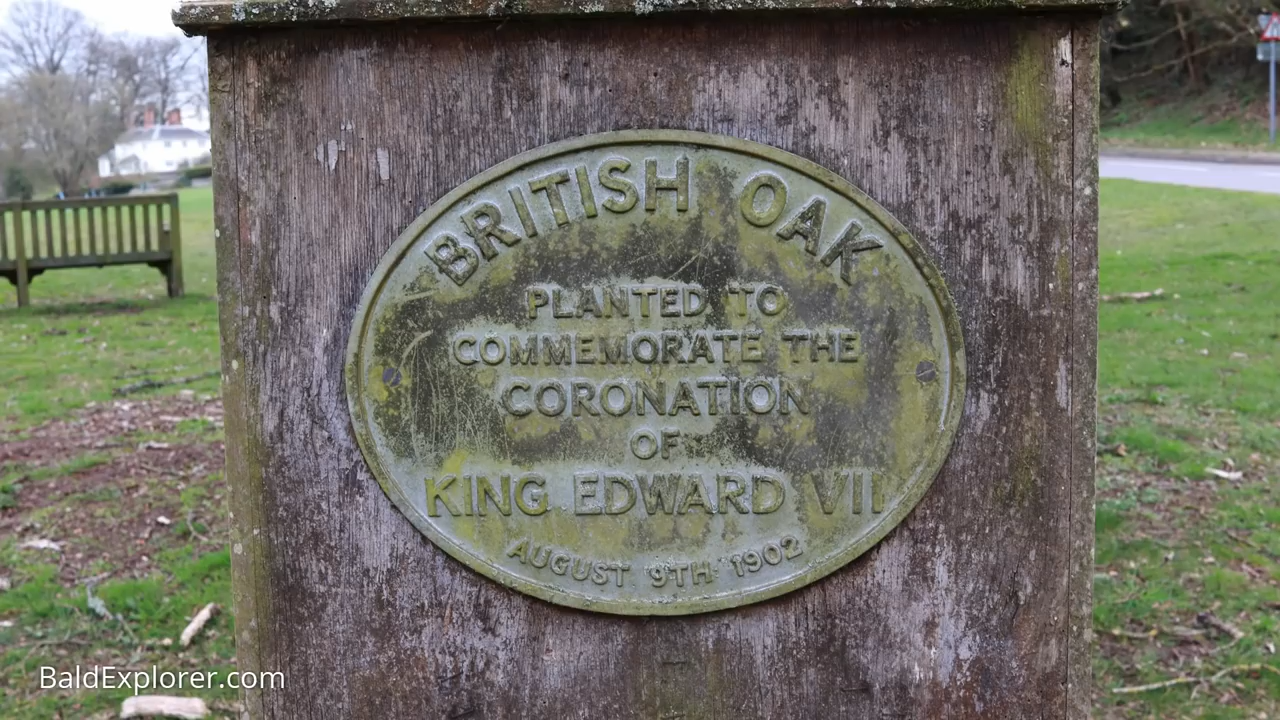 BRITISH OAK
PLANTED TO
COMMEMORATE THE
CORONATION
OF
KING EDWARD VII
AUGUST 9TH 1902
BaldExplorer.com